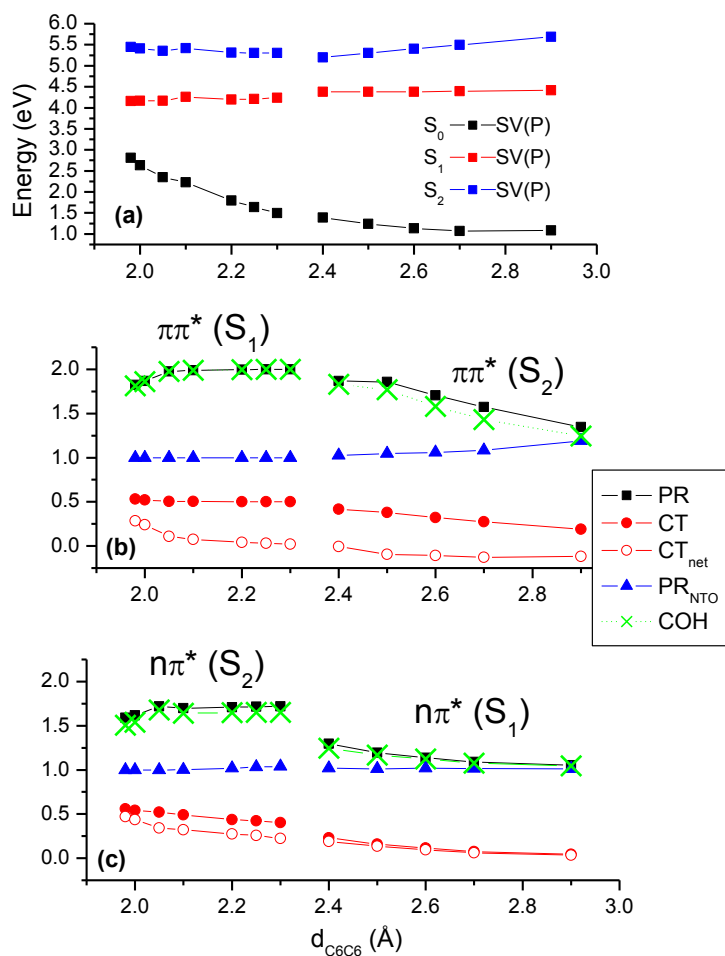 6.0
5.5
5.0
4.5
4.0
3.5
3.0
2.5
2.0
1.5
1.0
Energy (eV)
S0 SV(P)
S1 SV(P)
S2 SV(P)
(a)
2.0 2.2 2.4 2.6 2.8 3.0
ππ* (S1)
ππ* (S2)
2.0
1.5
1.0
0.5
0.0
(b)
2.0 2.2 2.4 2.6 2.8
PR
CT
CTnet
PRNTO
COH
nπ* (S2)
nπ* (S1)
2.0
1.5
1.0
0.5
0.0
(c)
2.0 2.2 2.4 2.6 2.8 3.0
dC6C6 (Å)